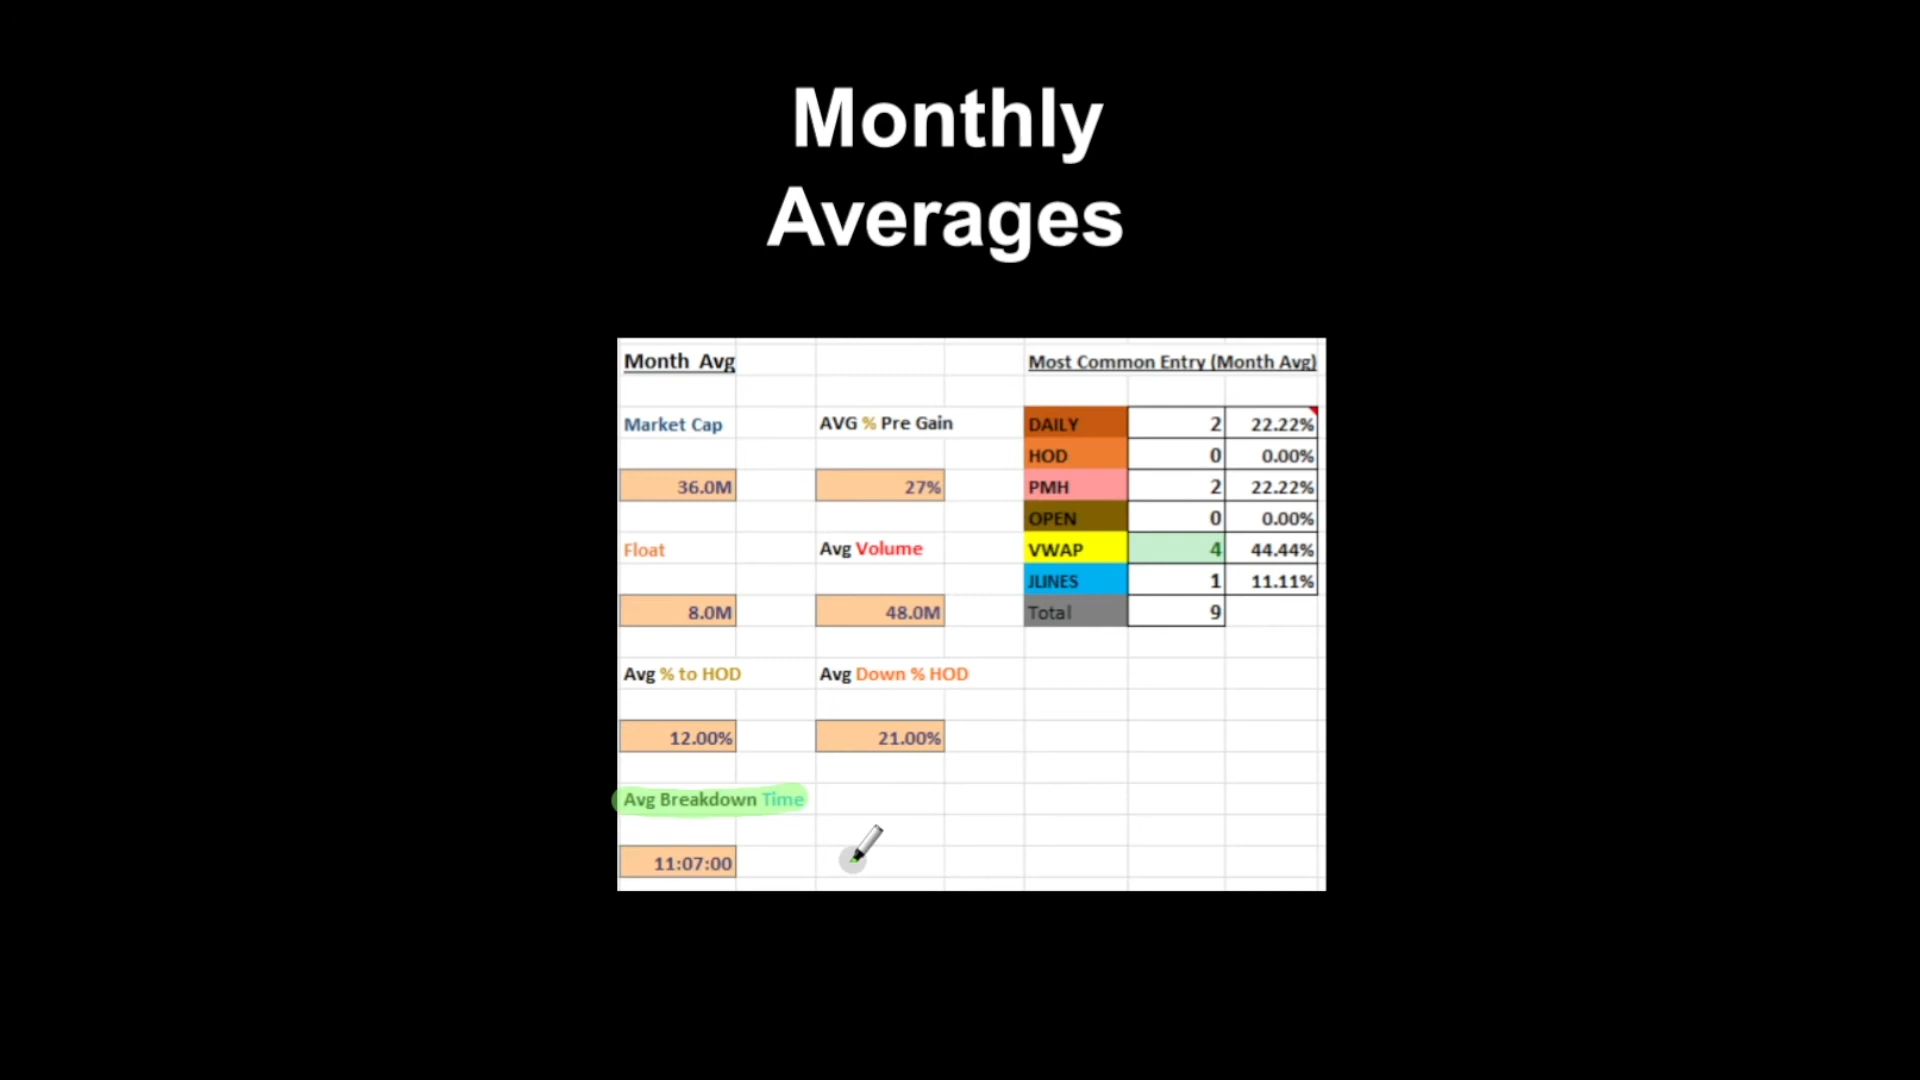 Monthly
Averages
Month Avg
Most Common Entry (Month Avg)
Market Cap
AVG % Pre Gain
DAILY 2 22.22%
HOD 0 0.00%
36.0M
27%
PMH 2 22.22%
OPEN 0 0.00%
Float
Avg Volume
VWAP 4 44.44%
JLINES 1 11.11%
8.0M
48.0M
Total 9
Avg % to HOD
Avg Down % HOD
12.00%
21.00%
Avg Breakdown Time
11:07:00